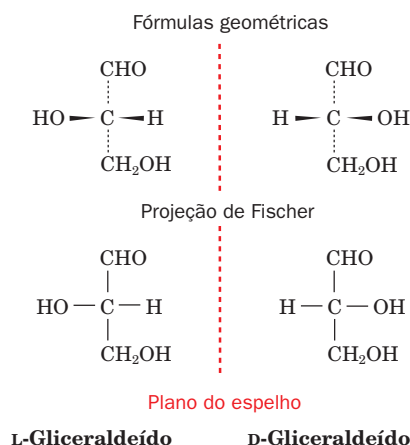 Fórmulas geométricas
CHO CHO
HO C H H C OH
CH₂OH CH₂OH
Projeção de Fischer
CHO CHO
HO — C — H H — C — OH
CH₂OH CH₂OH
Plano do espelho
L-Gliceraldeído D-Gliceraldeído